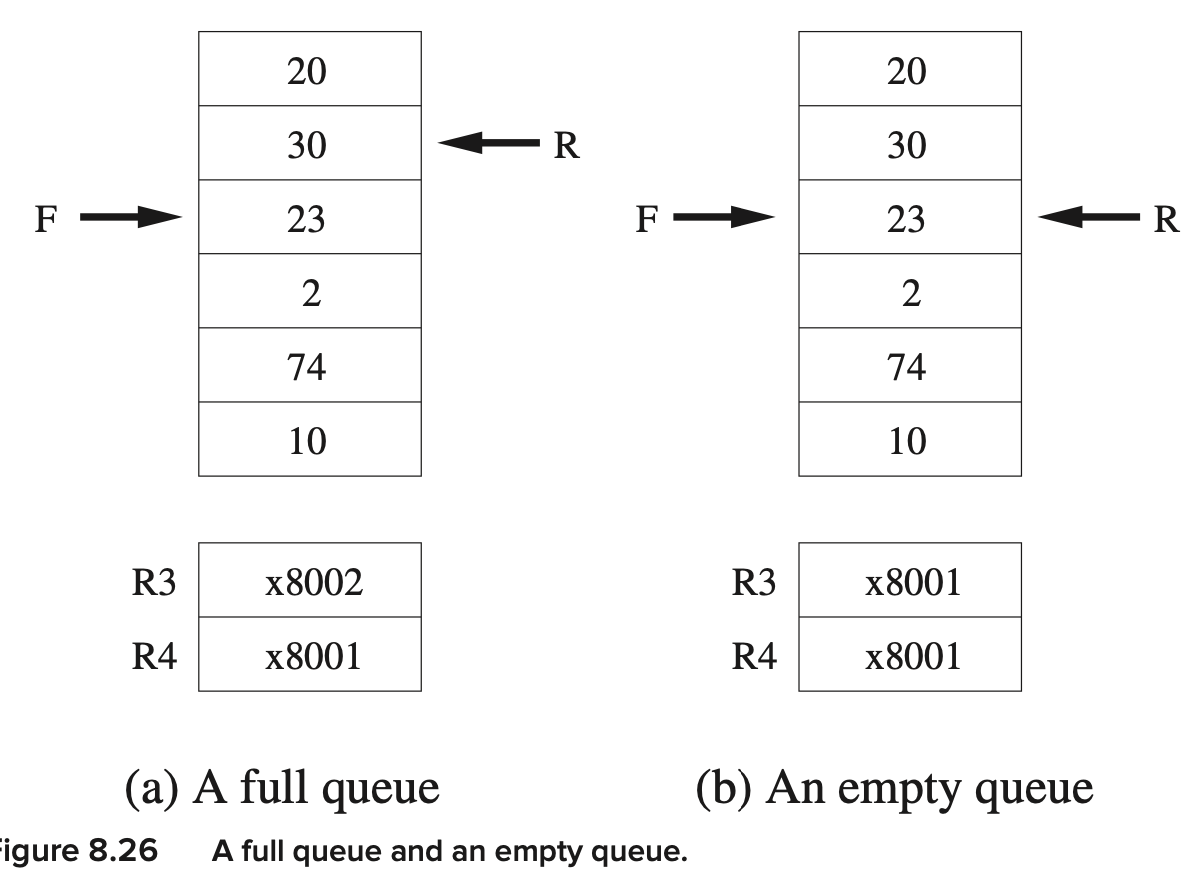 20 20
30 R 30
F 23 F 23 R
2 2
74 74
10 10
R3 x8002 R3 x8001
R4 x8001 R4 x8001
(a) A full queue (b) An empty queue
igure 8.26 A full queue and an empty queue.